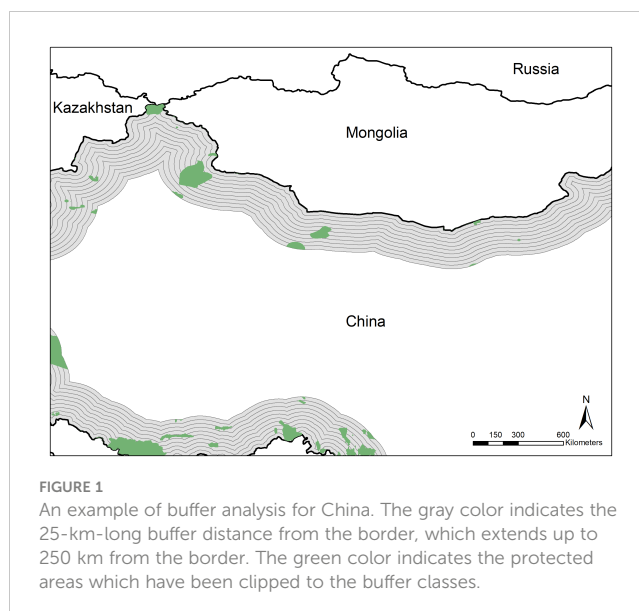 Russia
Kazakhstan
Mongolia
China
N
0 150 300 600
Kilometers
FIGURE 1
An example of buffer analysis for China. The gray color indicates the
25-km-long buffer distance from the border, which extends up to
250 km from the border. The green color indicates the protected
areas which have been clipped to the buffer classes.